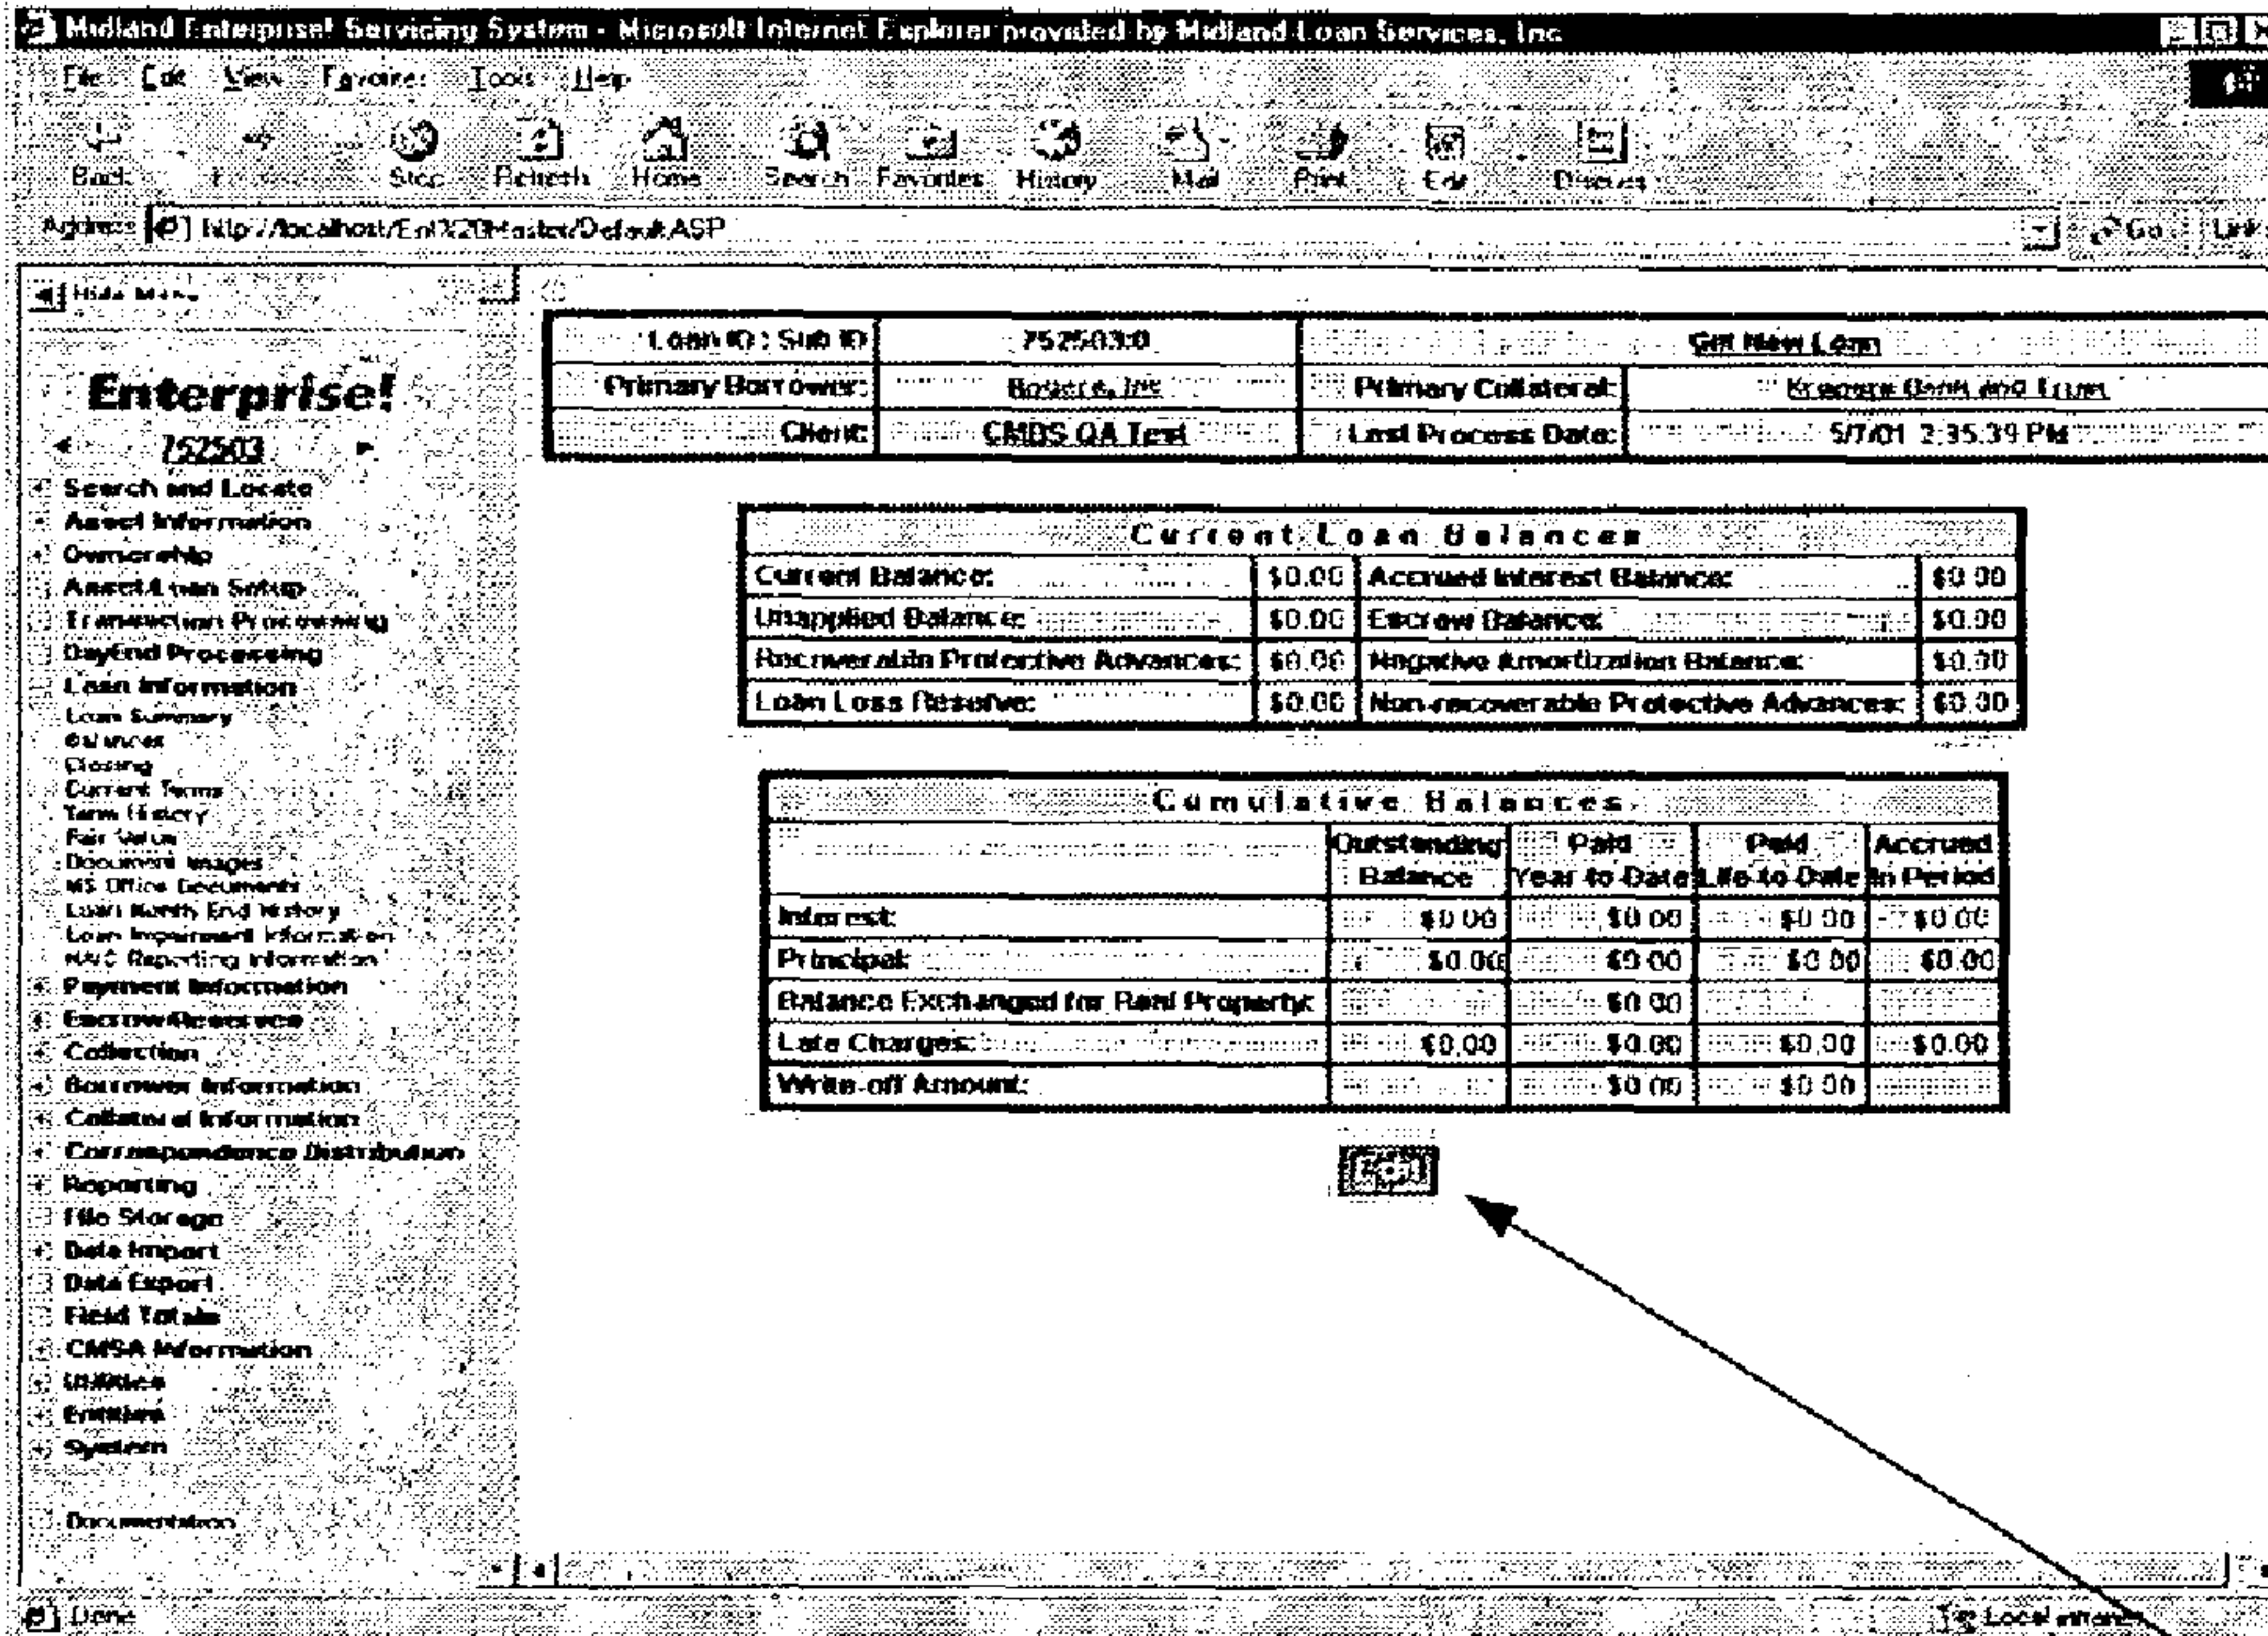 Midland Enterprise! Servicing System - Microsoft Internet Explorer provided by Midland Loan Services, Inc
File Edit View Favorites Tools Help
Back Stop Refresh Home Search Favorites History Mail Print Edit Discuss
Address http://localhost/Ent%20Master/Default.ASP Go Links
Hide Menu
Enterprise!
752503
Search and Locate
Asset Information
Ownership
Asset/Loan Setup
Transaction Processing
DayEnd Processing
Loan Information
Loan Summary
Balances
Closing
Current Terms
Term History
Fair Value
Document Images
MS Office Documents
Loan Month End History
Loan Impairment Information
NAIC Reporting Information
Payment Information
Escrow/Reserves
Collection
Borrower Information
Collateral Information
Correspondence Distribution
Reporting
File Storage
Data Import
Data Export
Field Totals
CMSA Information
Utilities
Entities
System
Documentation
Loan ID : Sub ID 752503:0 New Loan
Primary Borrower: Inc Primary Collateral: Bank and Trust
Client: CMBS QA Test Last Process Date: 5/7/01 2:35:39 PM
Current Loan Balances
Current Balance: $0.00 Accrued Interest Balance: $0.00
Unapplied Balance: $0.00 Escrow Balance: $0.00
Recoverable Protective Advances: $0.00 Negative Amortization Balance: $0.00
Loan Loss Reserve: $0.00 Non-recoverable Protective Advances: $0.00
Cumulative Balances
Outstanding Balance Paid Year to Date Paid Life to Date Accrued In Period
Interest: $0.00 $0.00 $0.00 $0.00
Principal: $0.00 $0.00 $0.00 $0.00
Balance Exchanged for Real Property: $0.00
Late Charges: $0.00 $0.00 $0.00 $0.00
Write-off Amount: $0.00 $0.00
Edit
Done Local intranet